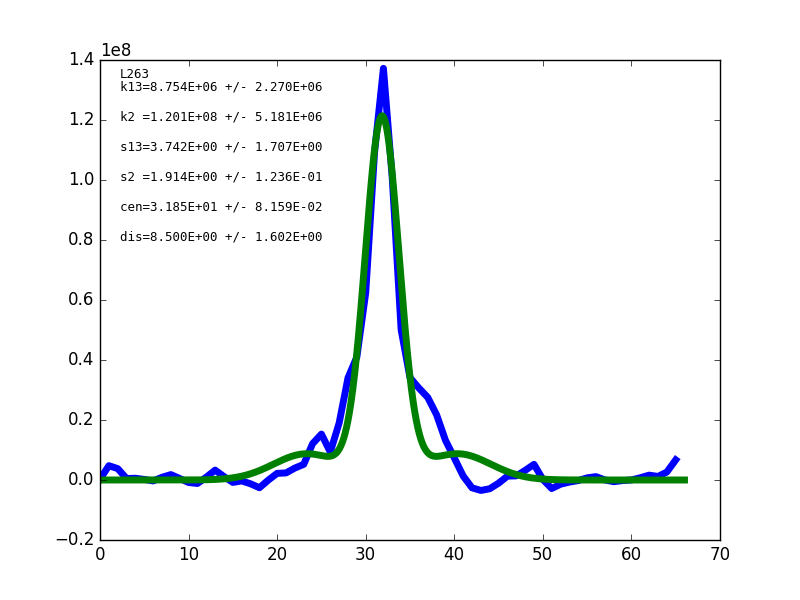 1e8
L263
k13=8.754E+06 +/- 2.270E+06
k2 =1.201E+08 +/- 5.181E+06
s13=3.742E+00 +/- 1.707E+00
s2 =1.914E+00 +/- 1.236E-01
cen=3.185E+01 +/- 8.159E-02
dis=8.500E+00 +/- 1.602E+00
1.4
1.2
1.0
0.8
0.6
0.4
0.2
0.0
−0.2
0 10 20 30 40 50 60 70